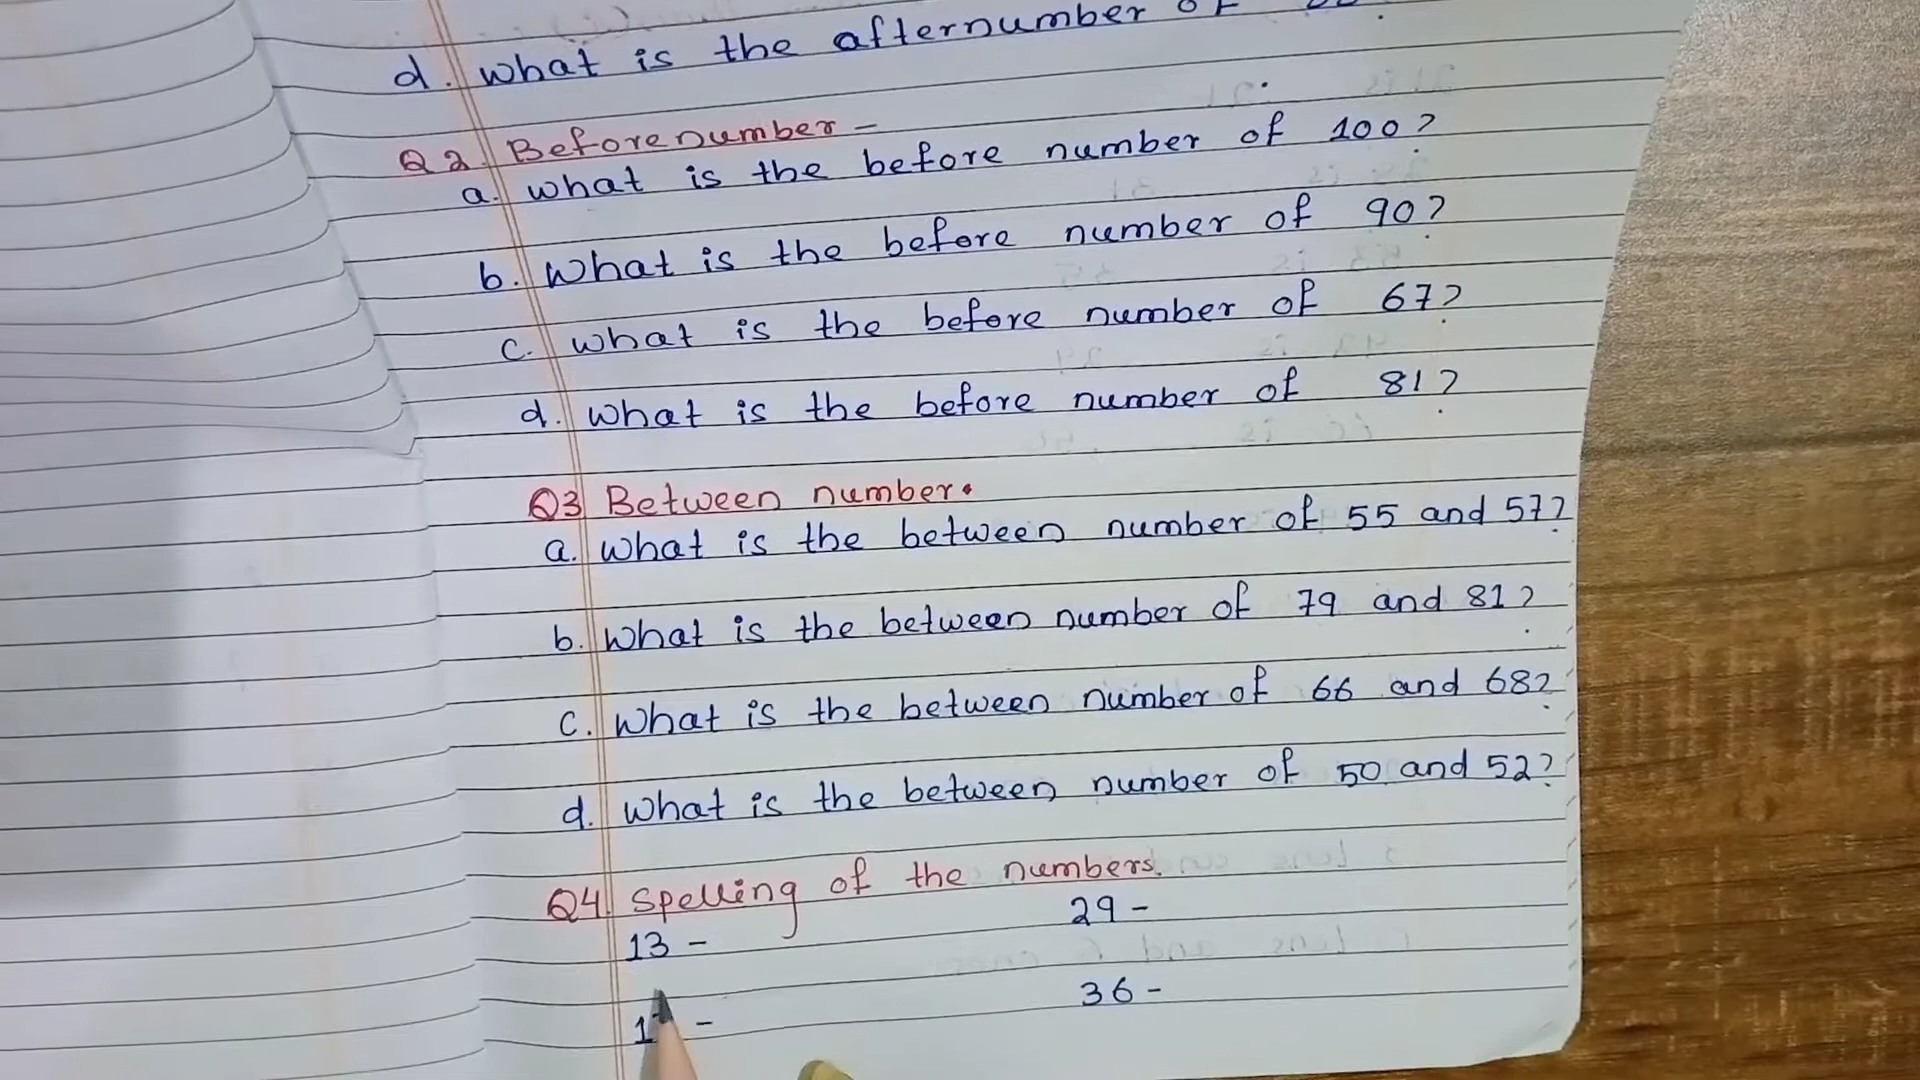 d. what is the afternumber of
Q2. Before number -
a. what is the before number of 100?
b. What is the before number of 90?
c. what is the before number of 67?
d. What is the before number of 81?
Q3 Between number.
a. What is the between number of 55 and 57?
b. What is the between number of 79 and 81?
c. What is the between number of 66 and 68?
d. What is the between number of 50 and 52?
Q4. Spelling of the numbers.
13 - 29 -
36 -